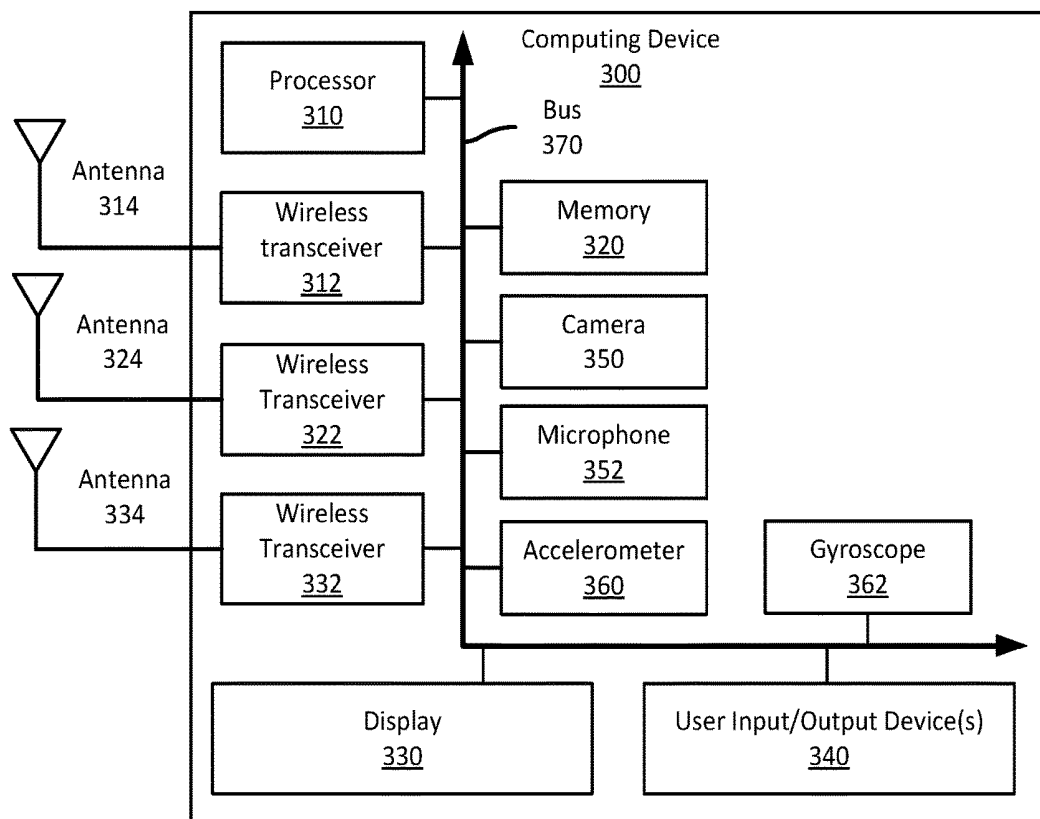 Computing Device
300
Processor
310
Bus
370
Antenna
314
Wireless
transceiver
312
Memory
320
Antenna
324
Wireless
Transceiver
322
Camera
350
Antenna
334
Wireless
Transceiver
332
Microphone
352
Accelerometer
360
Gyroscope
362
Display
330
User Input/Output Device(s)
340